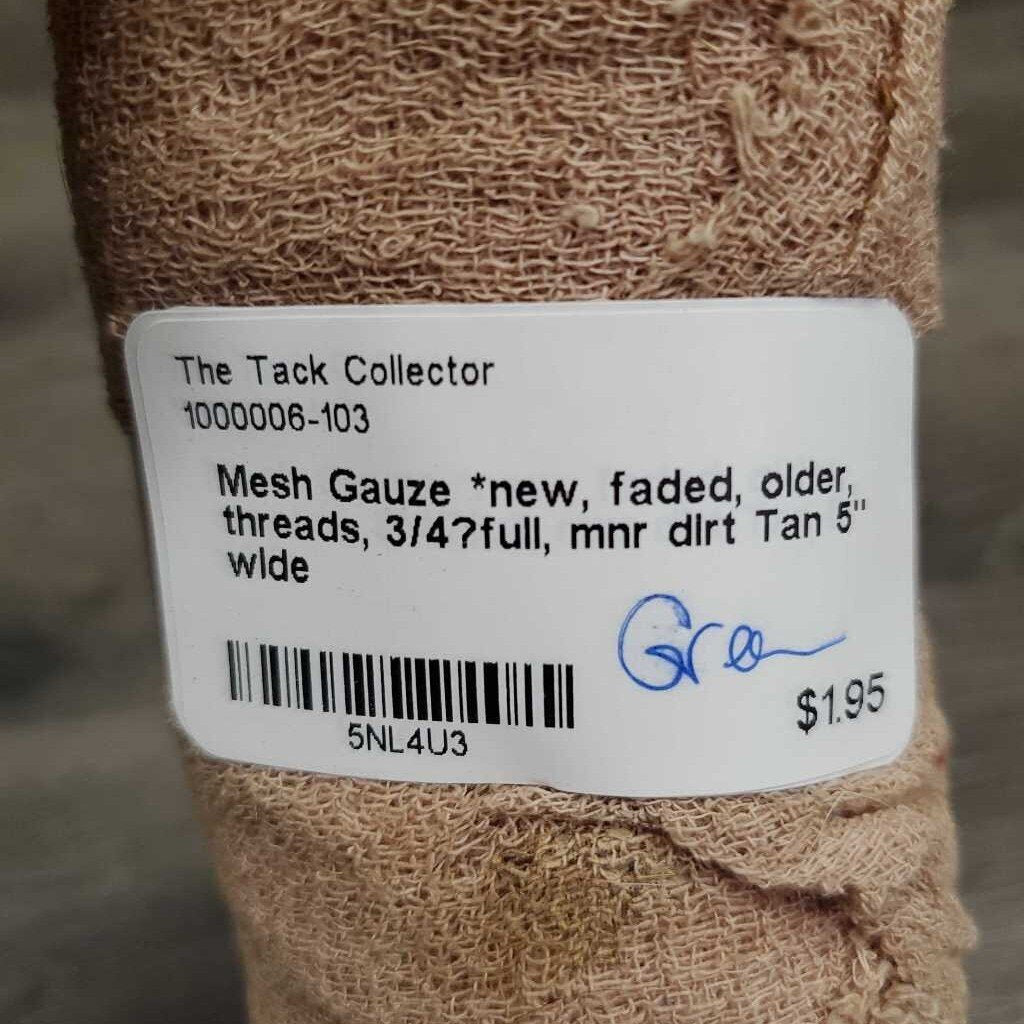 The Tack Collector
1000006-103
Mesh Gauze *new, faded, older,
threads, 3/4?full, mnr dirt Tan 5"
wide
Green
$1.95
5NL4U3